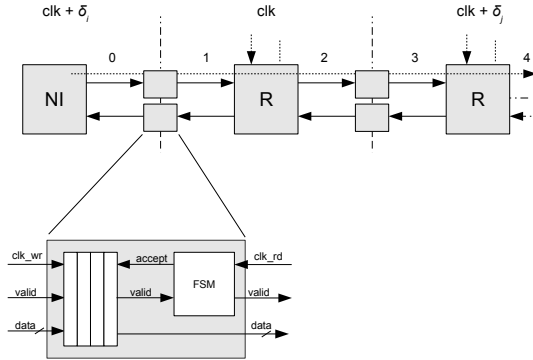 clk + δi clk clk + δj
0 1 2 3 4
NI R R
clk_wr accept clk_rd
FSM
valid valid valid
data data